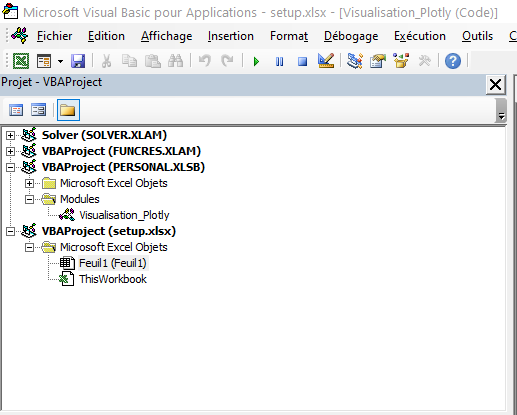 Microsoft Visual Basic pour Applications - setup.xlsx - [Visualisation_Plotly (Code)]
Fichier Edition Affichage Insertion Format Débogage Exécution Outils C
Projet - VBAProject
Solver (SOLVER.XLAM)
VBAProject (FUNCRES.XLAM)
VBAProject (PERSONAL.XLSB)
Microsoft Excel Objets
Modules
Visualisation_Plotly
VBAProject (setup.xlsx)
Microsoft Excel Objets
Feuil1 (Feuil1)
ThisWorkbook